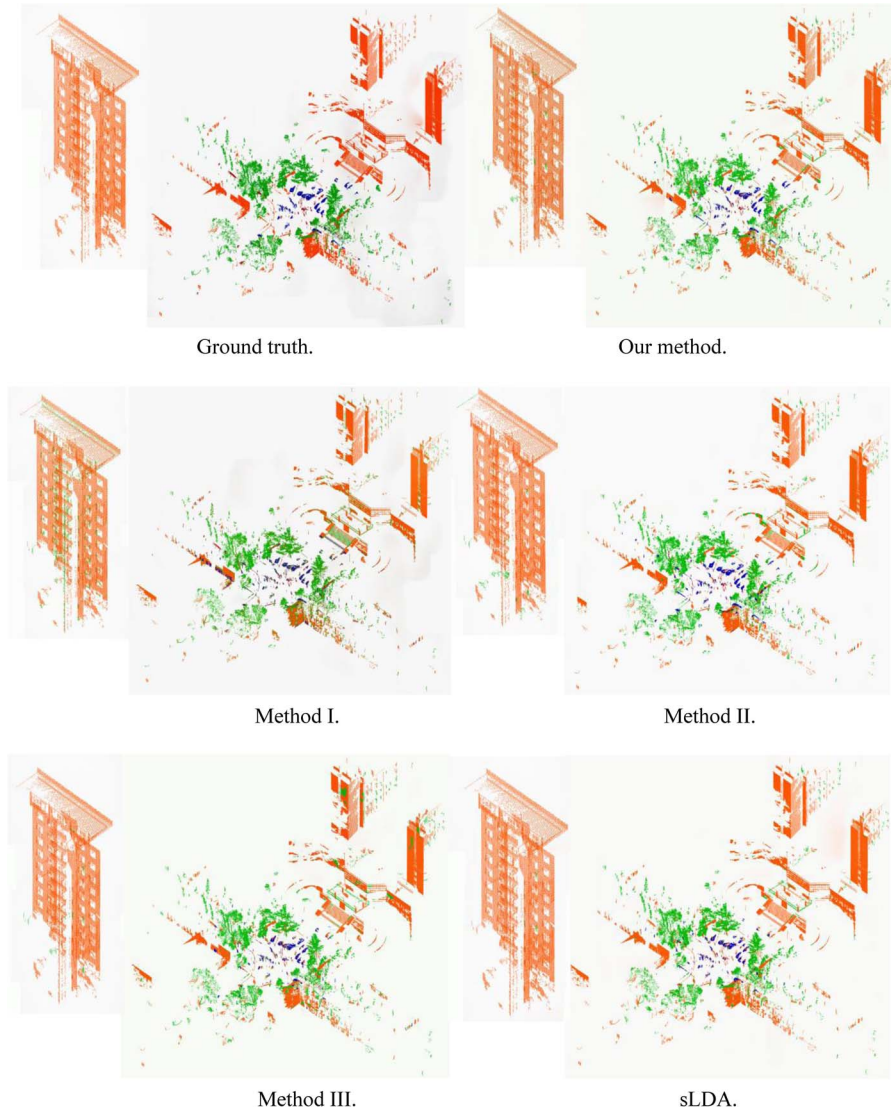 Ground truth.
Our method.
Method I.
Method II.
Method III.
sLDA.